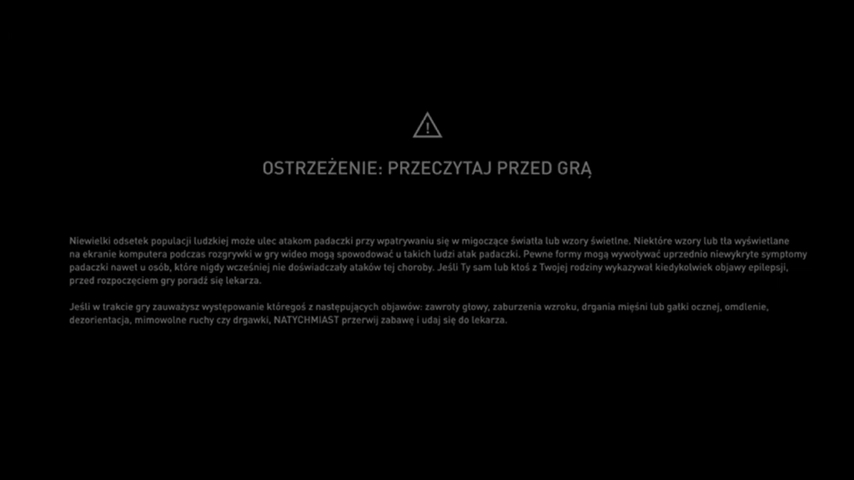 OSTRZEŻENIE: PRZECZYTAJ PRZED GRĄ
Niewielki odsetek populacji ludzkiej może ulec atakom padaczki przy wpatrywaniu się w migoczące światła lub wzory świetlne. Niektóre wzory lub tła wyświetlane
na ekranie komputera podczas rozgrywki w gry wideo mogą spowodować u takich ludzi atak padaczki. Pewne formy mogą wywoływać uprzednio niewykryte symptomy
padaczki nawet u osób, które nigdy wcześniej nie doświadczały ataków tej choroby. Jeśli Ty sam lub ktoś z Twojej rodziny wykazywał kiedykolwiek objawy epilepsji,
przed rozpoczęciem gry poradź się lekarza.
Jeśli w trakcie gry zauważysz występowanie któregoś z następujących objawów: zawroty głowy, zaburzenia wzroku, drgania mięśni lub gałki ocznej, omdlenie,
dezorientacja, mimowolne ruchy czy drgawki, NATYCHMIAST przerwij zabawę i udaj się do lekarza.